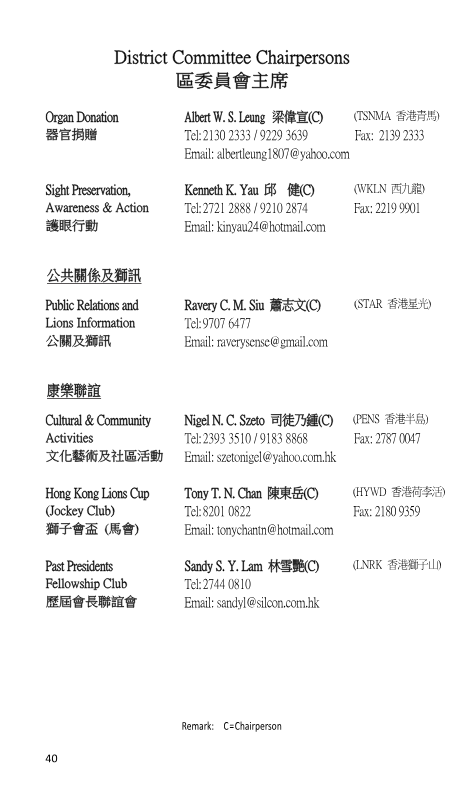 District Committee Chairpersons
區委員會主席
Organ Donation Albert W. S. Leung 梁偉宣(C) (TSNMA 香港青馬)
器官捐贈 Tel: 2130 2333 / 9229 3639 Fax: 2139 2333
Email: albertleung1807@yahoo.com
Sight Preservation, Kenneth K. Yau 邱 健(C) (WKLN 西九龍)
Awareness & Action Tel: 2721 2888 / 9210 2874 Fax: 2219 9901
護眼行動 Email: kinyau24@hotmail.com
公共關係及獅訊
Public Relations and Ravery C. M. Siu 蕭志文(C) (STAR 香港星光)
Lions Information Tel: 9707 6477
公關及獅訊 Email: raverysense@gmail.com
康樂聯誼
Cultural & Community Nigel N. C. Szeto 司徒乃鍾(C) (PENS 香港半島)
Activities Tel: 2393 3510 / 9183 8868 Fax: 2787 0047
文化藝術及社區活動 Email: szetonigel@yahoo.com.hk
Hong Kong Lions Cup Tony T. N. Chan 陳東岳(C) (HYWD 香港荷李活)
(Jockey Club) Tel: 8201 0822 Fax: 2180 9359
獅子會盃 (馬會) Email: tonychantn@hotmail.com
Past Presidents Sandy S. Y. Lam 林雪艷(C) (LNRK 香港獅子山)
Fellowship Club Tel: 2744 0810
歷屆會長聯誼會 Email: sandyl@silcon.com.hk
Remark: C=Chairperson
40